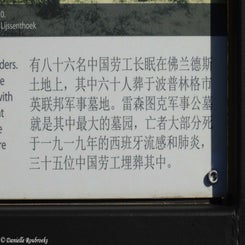 0.
Lijssenthoek
ders.
e
with
t
re
有八十六名中国劳工长眠在佛兰德斯
土地上，其中六十人葬于波普林格市
英联邦军事墓地。雷森图克军事公墓
就是其中最大的墓园，亡者大部分死
于一九一九年的西班牙流感和肺炎，
三十五位中国劳工埋葬其中。
© Danielle Roubroeks